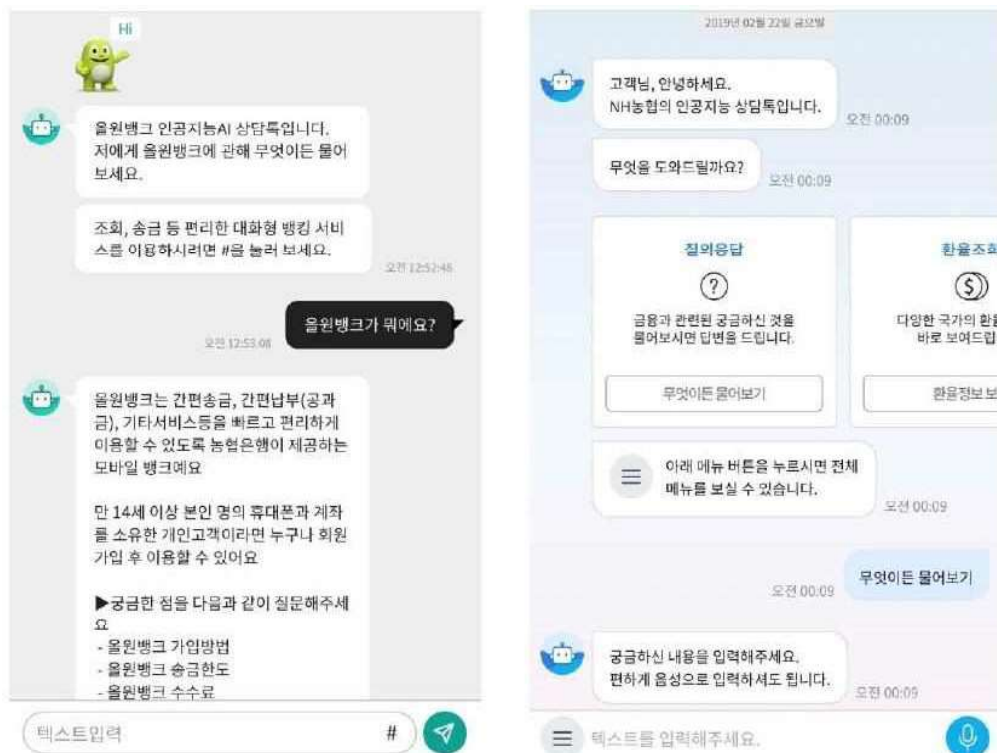 Hi
올원뱅크 인공지능AI 상담톡입니다.
저에게 올원뱅크에 관해 무엇이든 물어
보세요.
조회, 송금 등 편리한 대화형 뱅킹 서비
스를 이용하시려면 #을 눌러 보세요.
오전 12:52:46
올원뱅크가 뭐에요?
오전 12:53:08
올원뱅크는 간편송금, 간편납부(공과
금), 기타서비스등을 빠르고 편리하게
이용할 수 있도록 농협은행이 제공하는
모바일 뱅크예요
만 14세 이상 본인 명의 휴대폰과 계좌
를 소유한 개인고객이라면 누구나 회원
가입 후 이용할 수 있어요
▶궁금한 점을 다음과 같이 질문해주세
요
- 올원뱅크 가입방법
- 올원뱅크 송금한도
- 올원뱅크 수수료
텍스트입력
#
2019년 02월 22일 금요일
고객님, 안녕하세요.
NH농협의 인공지능 상담톡입니다.
오전 00:09
무엇을 도와드릴까요?
오전 00:09
질의응답
?
금융과 관련된 궁금하신 것을
물어보시면 답변을 드립니다.
무엇이든 물어보기
환율조회
$
다양한 국가의 환율
바로 보여드립
환율정보 보
아래 메뉴 버튼을 누르시면 전체
메뉴를 보실 수 있습니다.
오전 00:09
무엇이든 물어보기
오전 00:09
궁금하신 내용을 입력해주세요.
편하게 음성으로 입력하셔도 됩니다.
오전 00:09
텍스트를 입력해주세요.